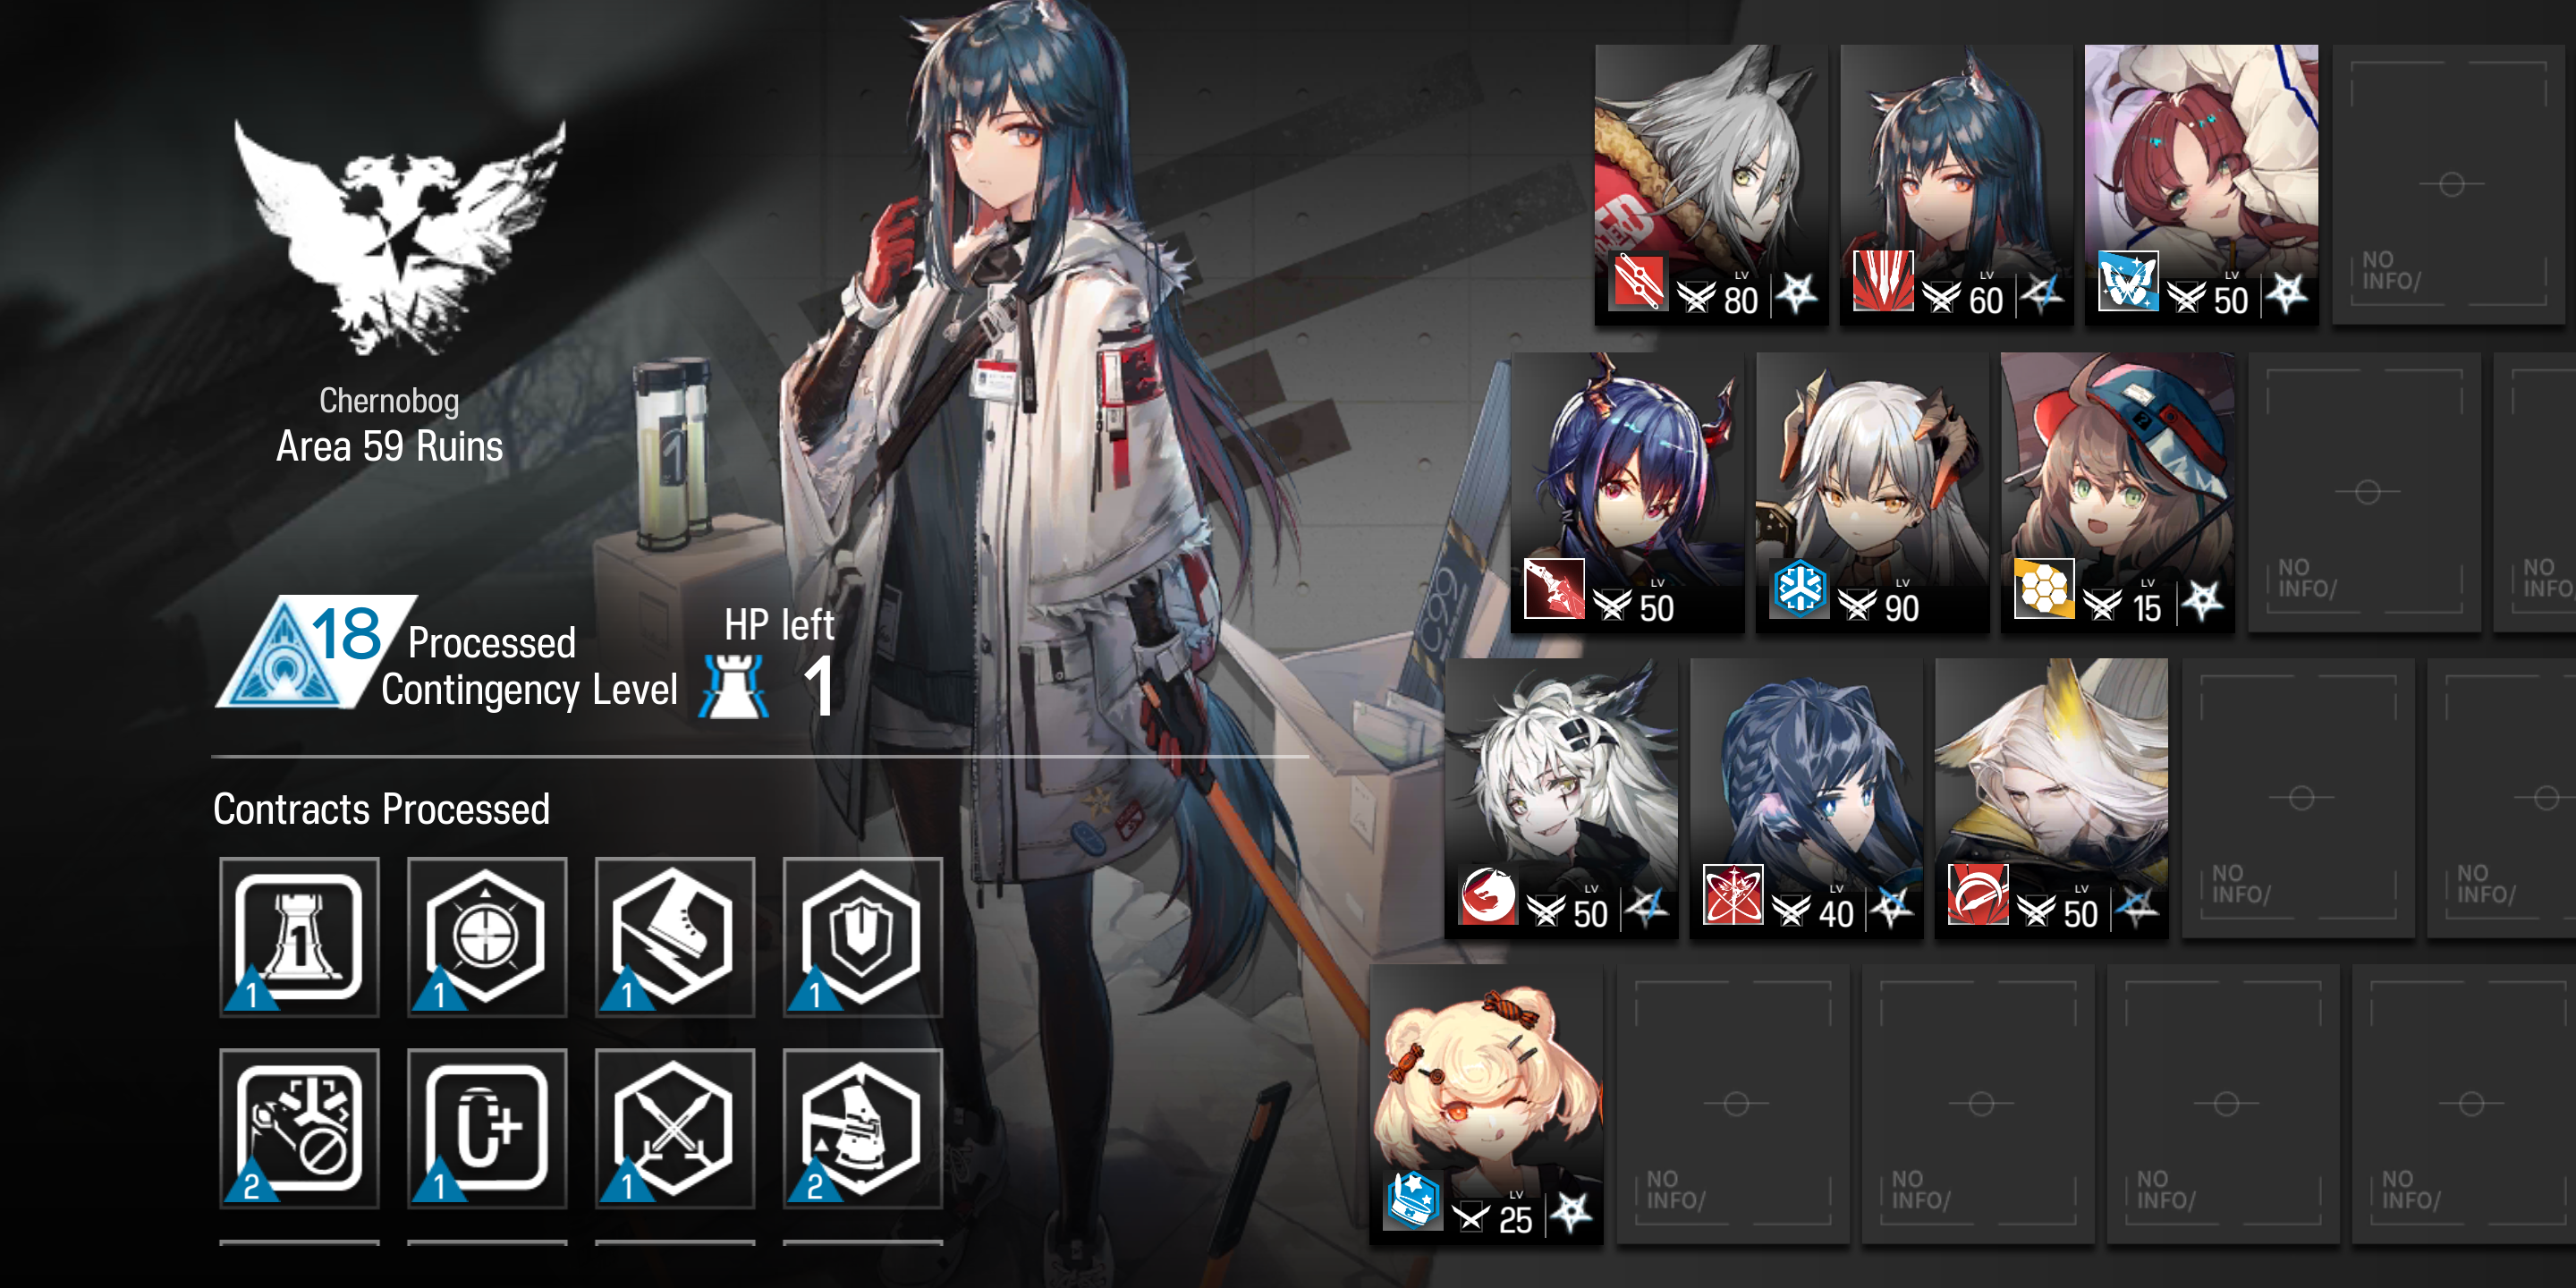 Chernobog
Area 59 Ruins
18
Processed
Contingency Level
HP left
1
Contracts Processed
1
1
1
1
1
2
1
1
2
LV
80
LV
60
LV
50
NO
INFO/
LV
50
LV
90
LV
15
NO
INFO/
NO
INFO/
LV
50
LV
40
LV
50
NO
INFO/
NO
INFO/
LV
25
NO
INFO/
NO
INFO/
NO
INFO/
NO
INFO/